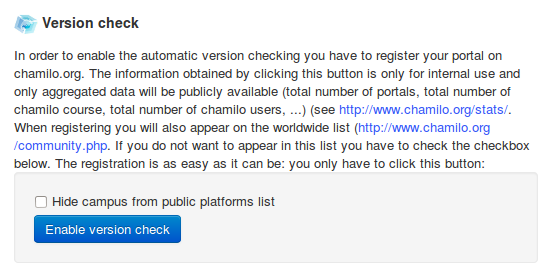 Version check
In order to enable the automatic version checking you have to register your portal on
chamilo.org. The information obtained by clicking this button is only for internal use and
only aggregated data will be publicly available (total number of portals, total number of
chamilo course, total number of chamilo users, ...) (see http://www.chamilo.org/stats/.
When registering you will also appear on the worldwide list (http://www.chamilo.org
/community.php. If you do not want to appear in this list you have to check the checkbox
below. The registration is as easy as it can be: you only have to click this button:
Hide campus from public platforms list
Enable version check